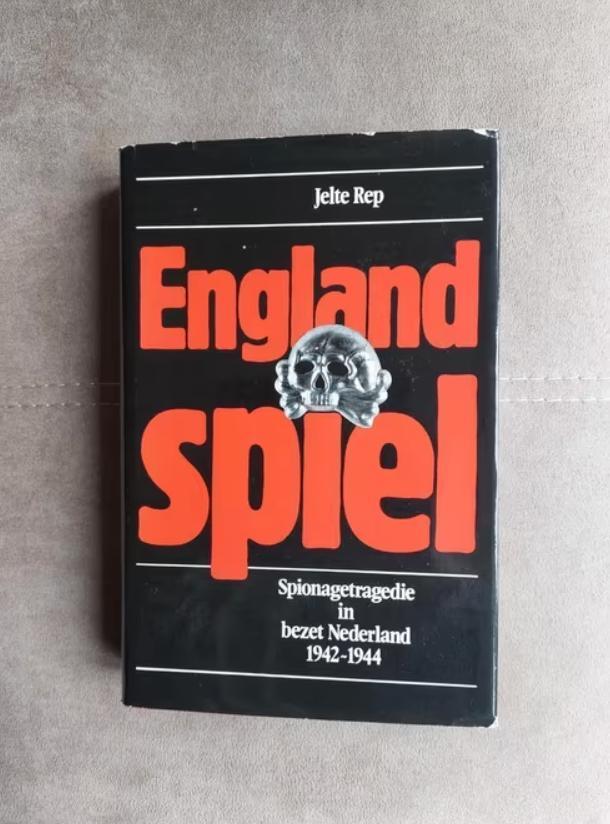 Jelte Rep
England
spiel
Spionagetragedie
in
bezet Nederland
1942-1944